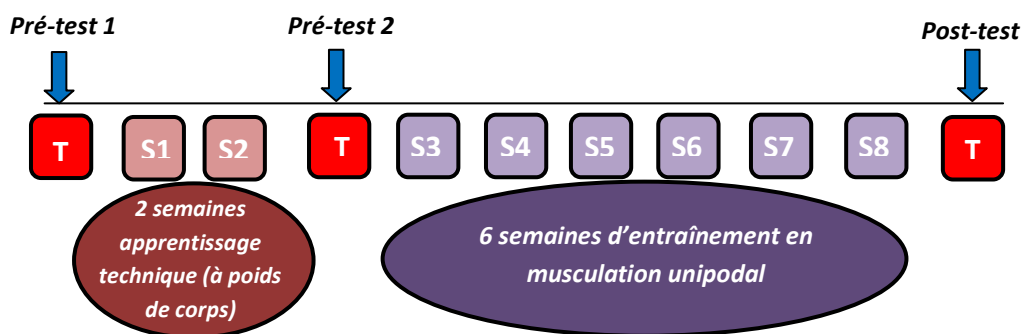 Pré-test 1 Pré-test 2 Post-test
T S1 S2 T S3 S4 S5 S6 S7 S8 T
2 semaines
apprentissage
technique (à poids
de corps)
6 semaines d'entraînement en
musculation unipodal